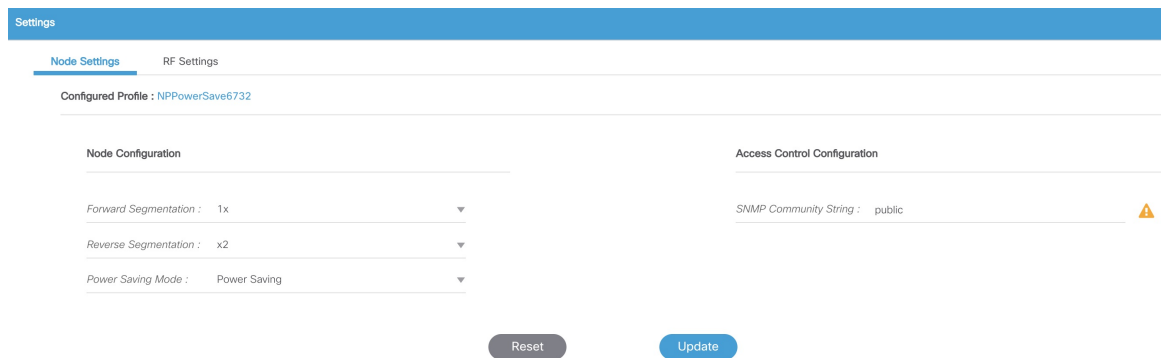 Settings
Node Settings RF Settings
Configured Profile : NPPowerSave6732
Node Configuration Access Control Configuration
Forward Segmentation : 1x SNMP Community String : public
Reverse Segmentation : x2
Power Saving Mode : Power Saving
Reset Update